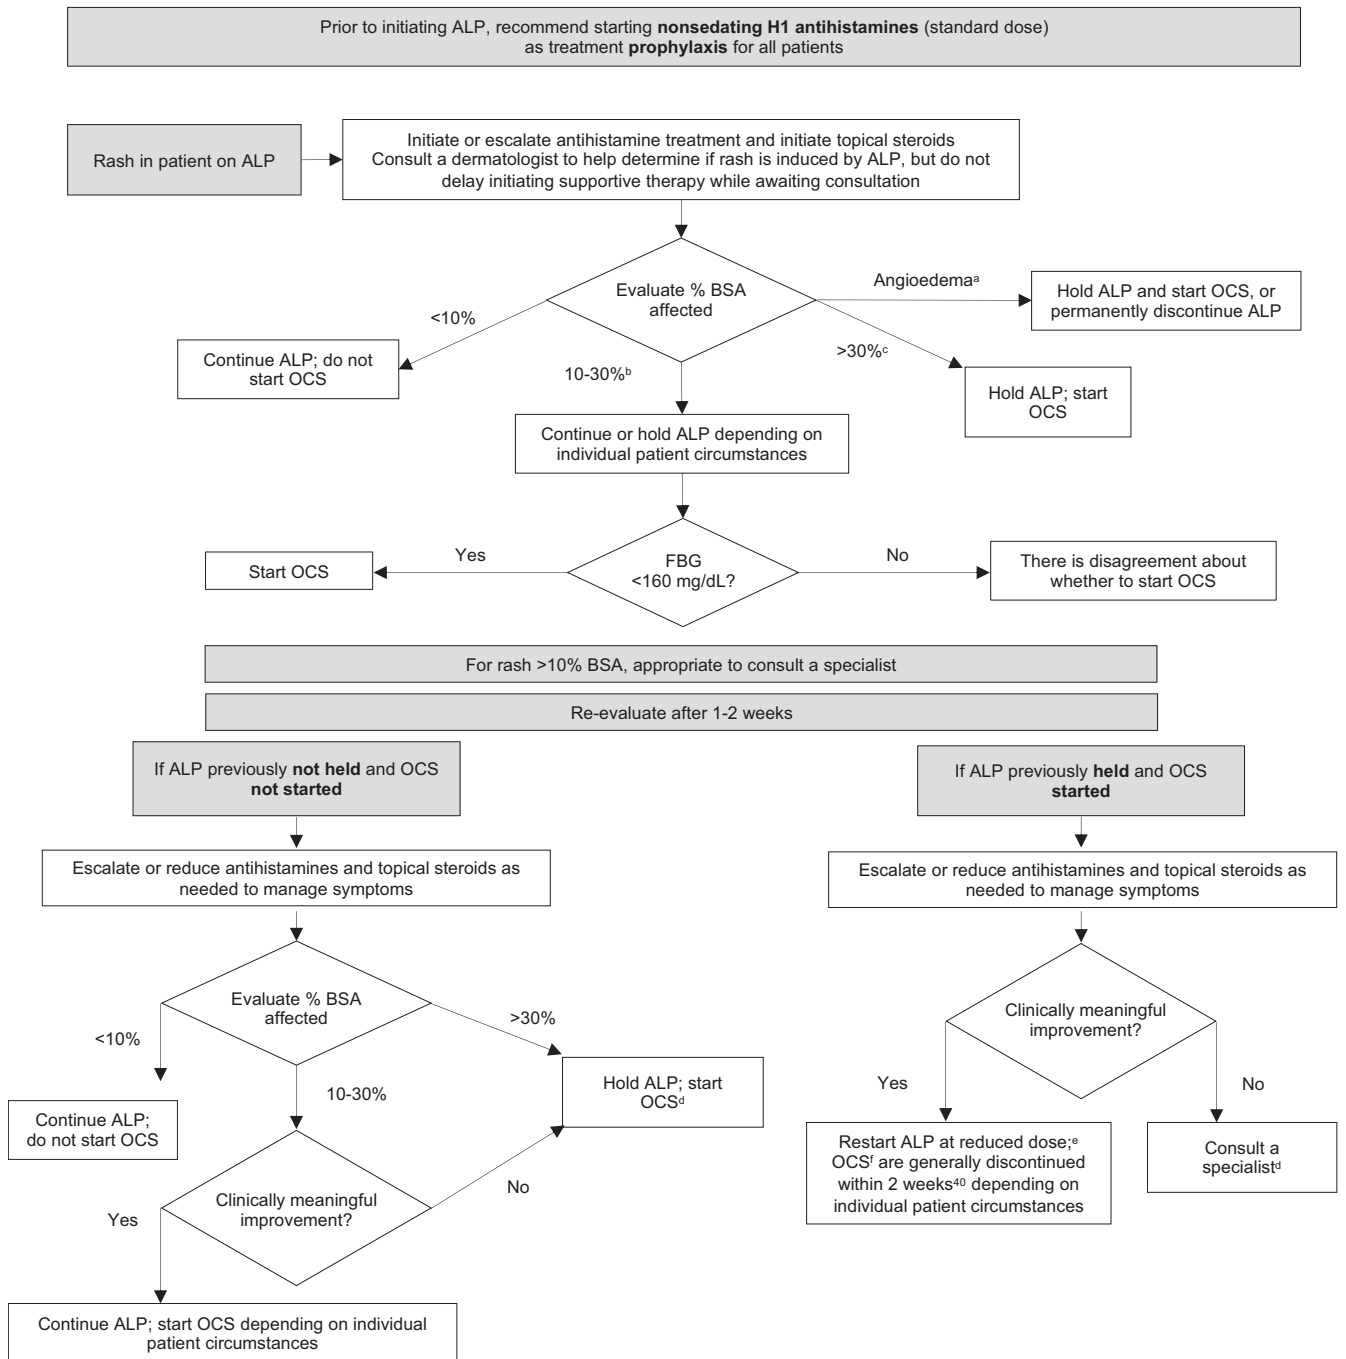 Prior to initiating ALP, recommend starting nonsedating H1 antihistamines (standard dose)
as treatment prophylaxis for all patients
Rash in patient on ALP
Initiate or escalate antihistamine treatment and initiate topical steroids
Consult a dermatologist to help determine if rash is induced by ALP, but do not
delay initiating supportive therapy while awaiting consultation
Evaluate % BSA
affected
Angioedemaᵃ
Hold ALP and start OCS, or
permanently discontinue ALP
<10%
Continue ALP; do not
start OCS
10-30%ᵇ
>30%ᶜ
Hold ALP; start
OCS
Continue or hold ALP depending on
individual patient circumstances
FBG
<160 mg/dL?
Yes
Start OCS
No
There is disagreement about
whether to start OCS
For rash >10% BSA, appropriate to consult a specialist
Re-evaluate after 1-2 weeks
If ALP previously not held and OCS
not started
Escalate or reduce antihistamines and topical steroids as
needed to manage symptoms
Evaluate % BSA
affected
<10%
Continue ALP;
do not start OCS
10-30%
>30%
Hold ALP; start
OCSᵈ
Clinically meaningful
improvement?
No
Yes
Continue ALP; start OCS depending on individual
patient circumstances
If ALP previously held and OCS
started
Escalate or reduce antihistamines and topical steroids as
needed to manage symptoms
Clinically meaningful
improvement?
Yes
Restart ALP at reduced dose;ᵉ
OCSᶠ are generally discontinued
within 2 weeks⁴⁰ depending on
individual patient circumstances
No
Consult a
specialistᵈ